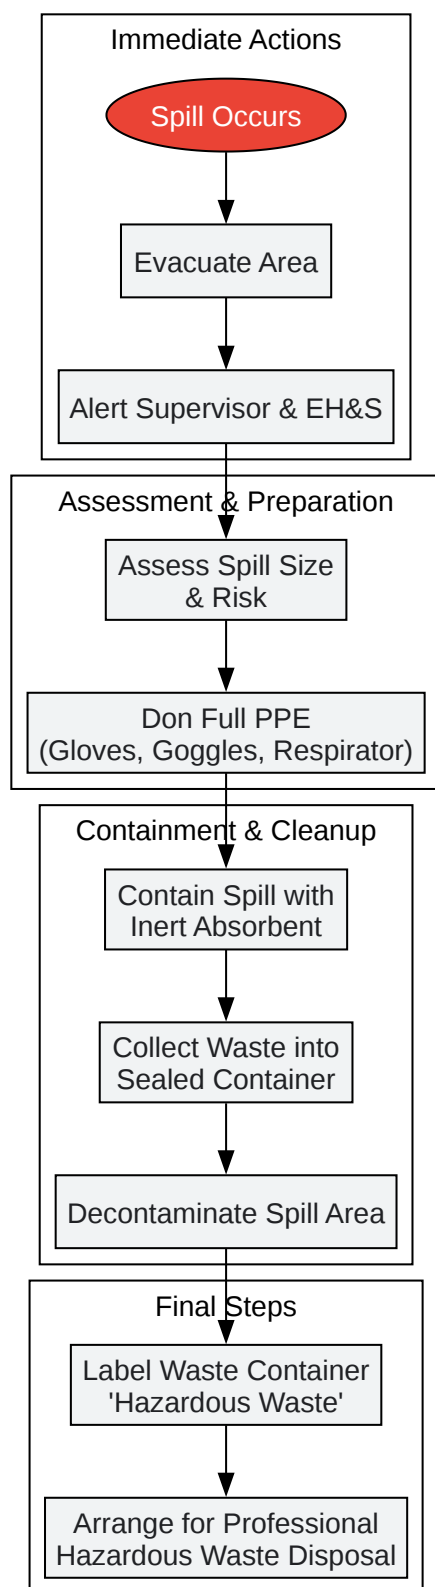 Immediate Actions
Spill Occurs
Evacuate Area
Alert Supervisor & EH&S
Assessment & Preparation
Assess Spill Size
& Risk
Don Full PPE
(Gloves, Goggles, Respirator)
Containment & Cleanup
Contain Spill with
Inert Absorbent
Collect Waste into
Sealed Container
Decontaminate Spill Area
Final Steps
Label Waste Container
'Hazardous Waste'
Arrange for Professional
Hazardous Waste Disposal